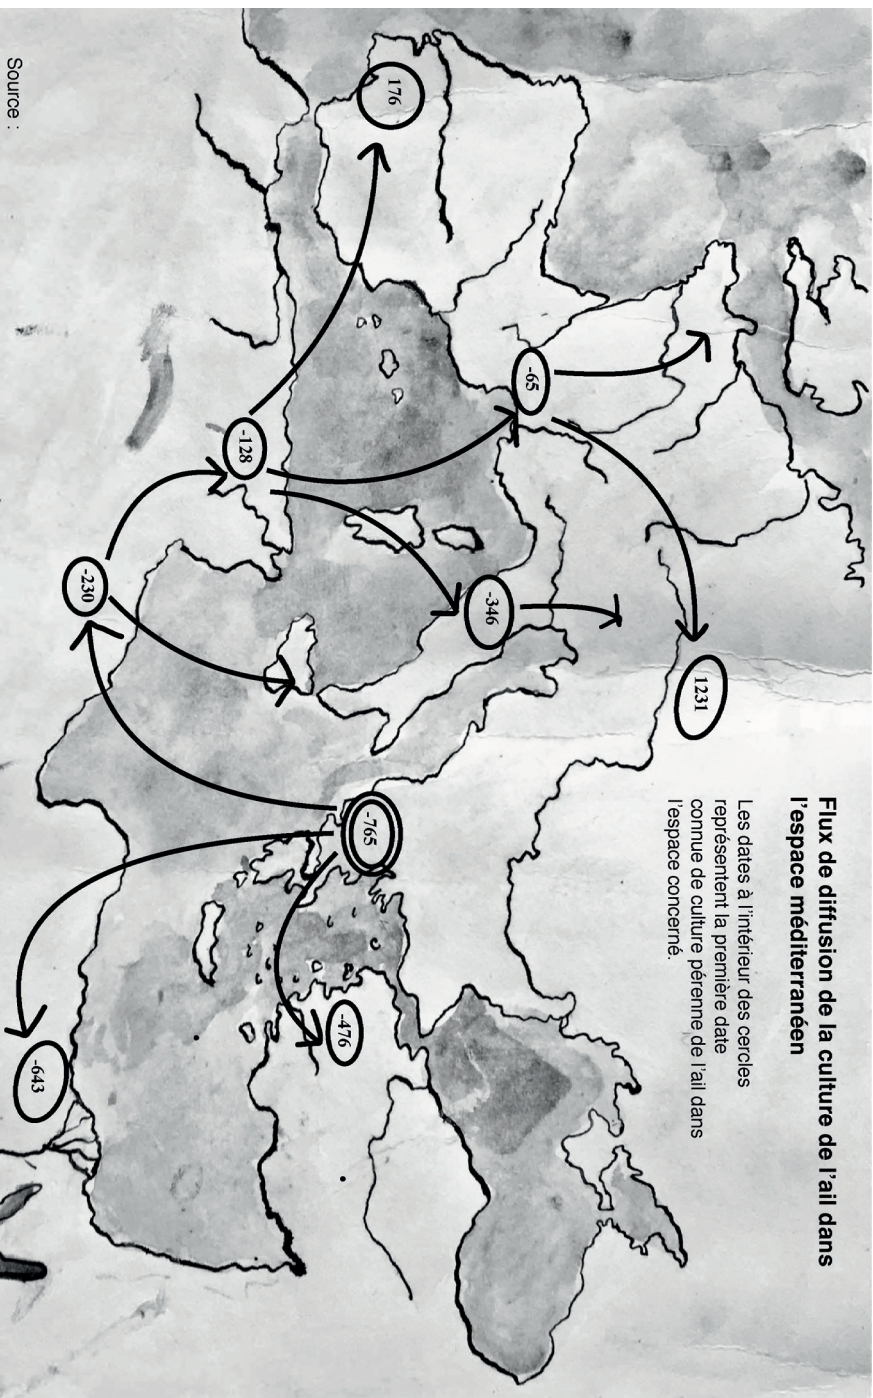 Flux de diffusion de la culture de l'ail dans
l'espace méditerranéen
Les dates à l'intérieur des cercles
représentent la première date
connue de culture pérenne de l'ail dans
l'espace concerné.
1231
-65
-346
176
-765
-476
-128
-230
-643
Source :